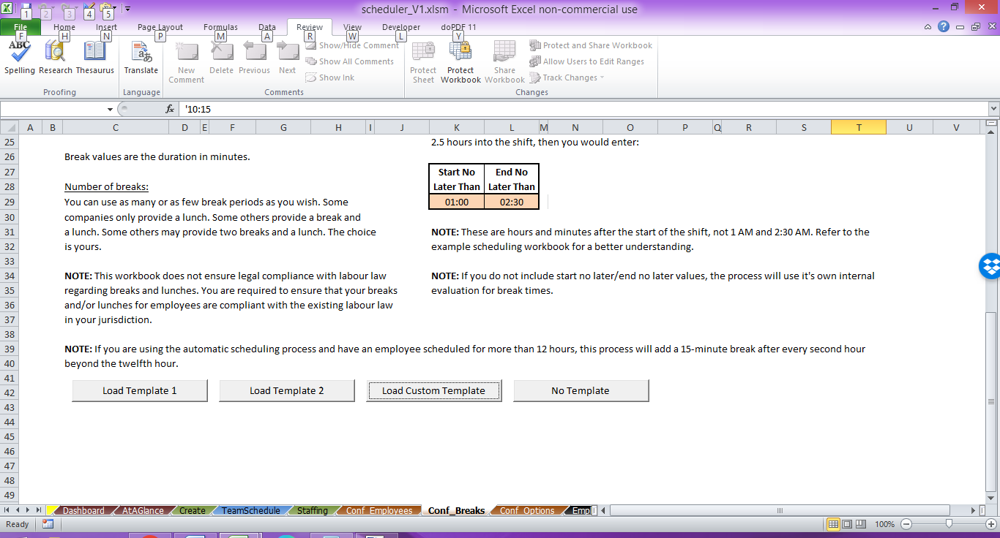 scheduler_V1.xlsm - Microsoft Excel non-commercial use
1 2 3 4 5
File Home Insert Page Layout Formulas Data Review View Developer doPDF 11
F H N P M A R W L Y
ABC
Spelling Research Thesaurus
Proofing
Translate
Language
New Comment
Delete Previous Next
Show/Hide Comment
Show All Comments
Show Ink
Comments
Protect Sheet
Protect Workbook
Share Workbook
Protect and Share Workbook
Allow Users to Edit Ranges
Track Changes
Changes
fx '10:15
A B C D E F G H I J K L M N O P Q R S T U V
25 2.5 hours into the shift, then you would enter:
26 Break values are the duration in minutes.
27 Start No End No
28 Number of breaks: Later Than Later Than
29 You can use as many or as few break periods as you wish. Some 01:00 02:30
30 companies only provide a lunch. Some others provide a break and
31 a lunch. Some others may provide two breaks and a lunch. The choice NOTE: These are hours and minutes after the start of the shift, not 1 AM and 2:30 AM. Refer to the
32 is yours. example scheduling workbook for a better understanding.
33
34 NOTE: This workbook does not ensure legal compliance with labour law NOTE: If you do not include start no later/end no later values, the process will use it's own internal
35 regarding breaks and lunches. You are required to ensure that your breaks evaluation for break times.
36 and/or lunches for employees are compliant with the existing labour law
37 in your jurisdiction.
38
39 NOTE: If you are using the automatic scheduling process and have an employee scheduled for more than 12 hours, this process will add a 15-minute break after every second hour
40 beyond the twelfth hour.
41
42 Load Template 1 Load Template 2 Load Custom Template No Template
43
44
45
46
47
48
49
Dashboard AtAGlance Create TeamSchedule Staffing Conf_Employees Conf_Breaks Conf_Options Emp
Ready 100%